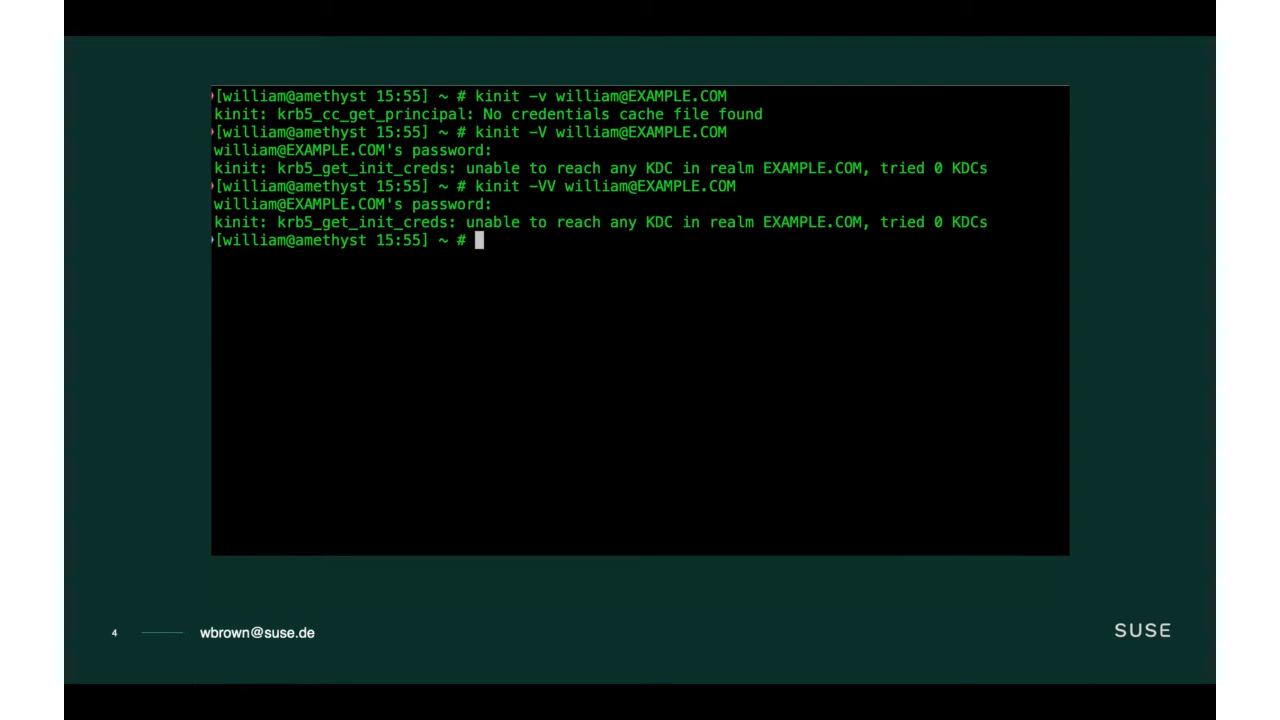 [william@amethyst 15:55] ~ # kinit -v william@EXAMPLE.COM
kinit: krb5_cc_get_principal: No credentials cache file found
[william@amethyst 15:55] ~ # kinit -V william@EXAMPLE.COM
william@EXAMPLE.COM's password:
kinit: krb5_get_init_creds: unable to reach any KDC in realm EXAMPLE.COM, tried 0 KDCs
[william@amethyst 15:55] ~ # kinit -VV william@EXAMPLE.COM
william@EXAMPLE.COM's password:
kinit: krb5_get_init_creds: unable to reach any KDC in realm EXAMPLE.COM, tried 0 KDCs
[william@amethyst 15:55] ~ #
4 wbrown@suse.de
SUSE